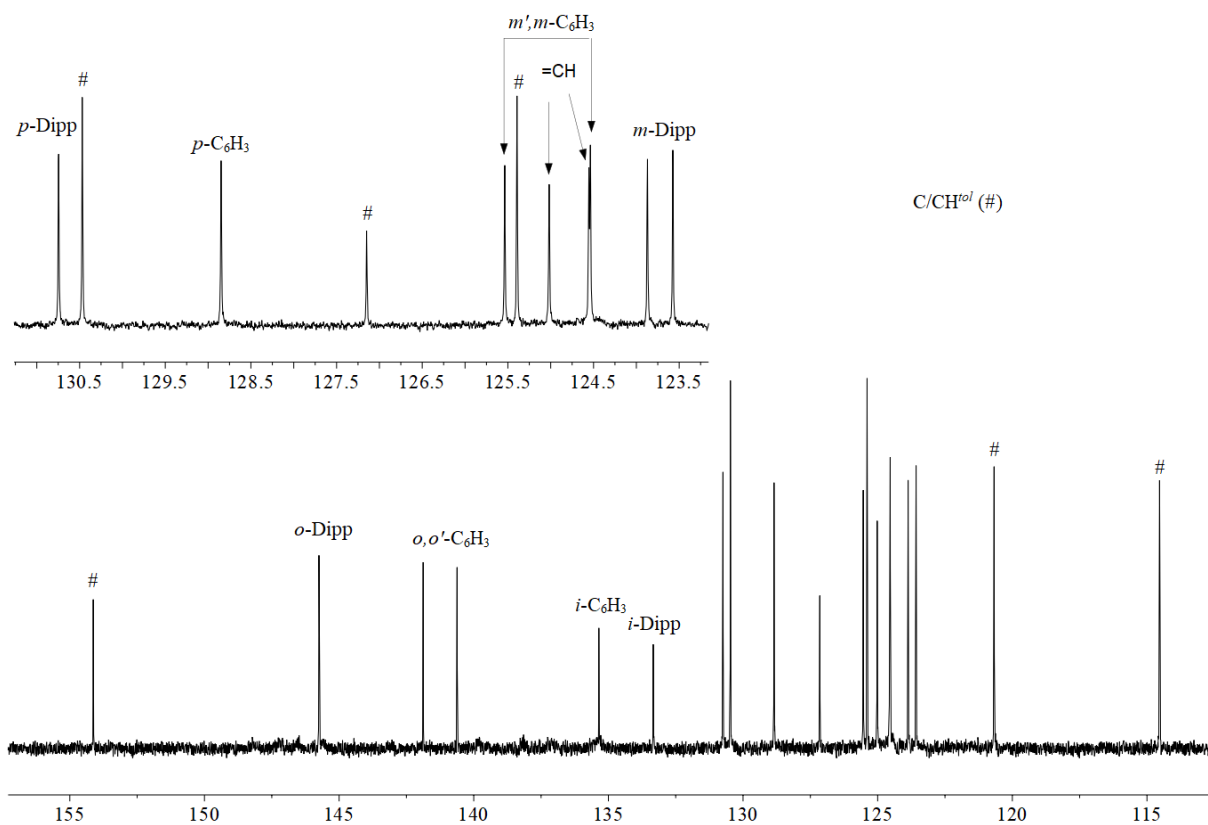 m',m-C₆H₃
=CH
#
#
p-Dipp
p-C₆H₃
m-Dipp
#
C/CHᵗᵒˡ (#)
130.5 129.5 128.5 127.5 126.5 125.5 124.5 123.5
#
#
o-Dipp
o,o'-C₆H₃
#
i-C₆H₃
i-Dipp
155 150 145 140 135 130 125 120 115